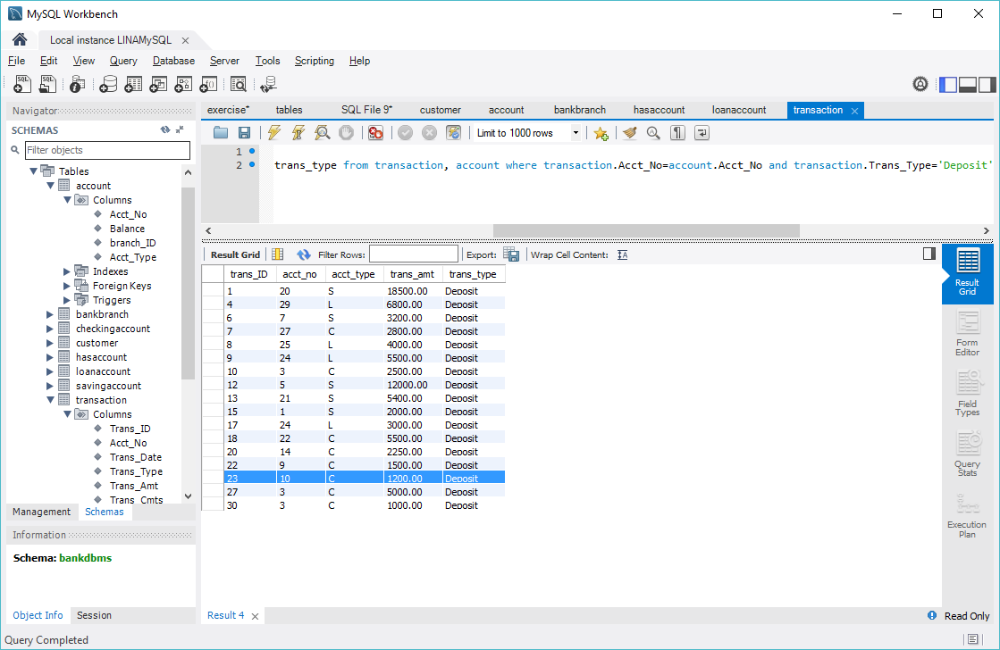 MySQL Workbench
Local instance LINAMySQL
File Edit View Query Database Server Tools Scripting Help
Navigator
SCHEMAS
Filter objects
Tables
account
Columns
Acct_No
Balance
branch_ID
Acct_Type
Indexes
Foreign Keys
Triggers
bankbranch
checkingaccount
customer
hasaccount
loanaccount
savingaccount
transaction
Columns
Trans_ID
Acct_No
Trans_Date
Trans_Type
Trans_Amt
Trans_Cmts
Management Schemas
Information
Schema: bankdbms
Object Info Session
exercise* tables SQL File 9* customer account bankbranch hasaccount loanaccount transaction
Limit to 1000 rows
1
2 trans_type from transaction, account where transaction.Acct_No=account.Acct_No and transaction.Trans_Type='Deposit'
Result Grid Filter Rows: Export: Wrap Cell Content:
trans_ID acct_no acct_type trans_amt trans_type
1 20 S 18500.00 Deposit
4 29 L 6800.00 Deposit
6 7 S 3200.00 Deposit
7 27 C 2800.00 Deposit
8 25 L 4000.00 Deposit
9 24 L 5500.00 Deposit
10 3 C 2500.00 Deposit
12 5 S 12000.00 Deposit
13 21 S 5400.00 Deposit
15 1 S 2000.00 Deposit
17 24 L 3000.00 Deposit
18 22 C 5500.00 Deposit
20 14 C 2250.00 Deposit
22 9 C 1500.00 Deposit
23 10 C 1200.00 Deposit
27 3 C 5000.00 Deposit
30 3 C 1000.00 Deposit
Result
Grid
Form
Editor
Field
Types
Query
Stats
Execution
Plan
Result 4
Read Only
Query Completed